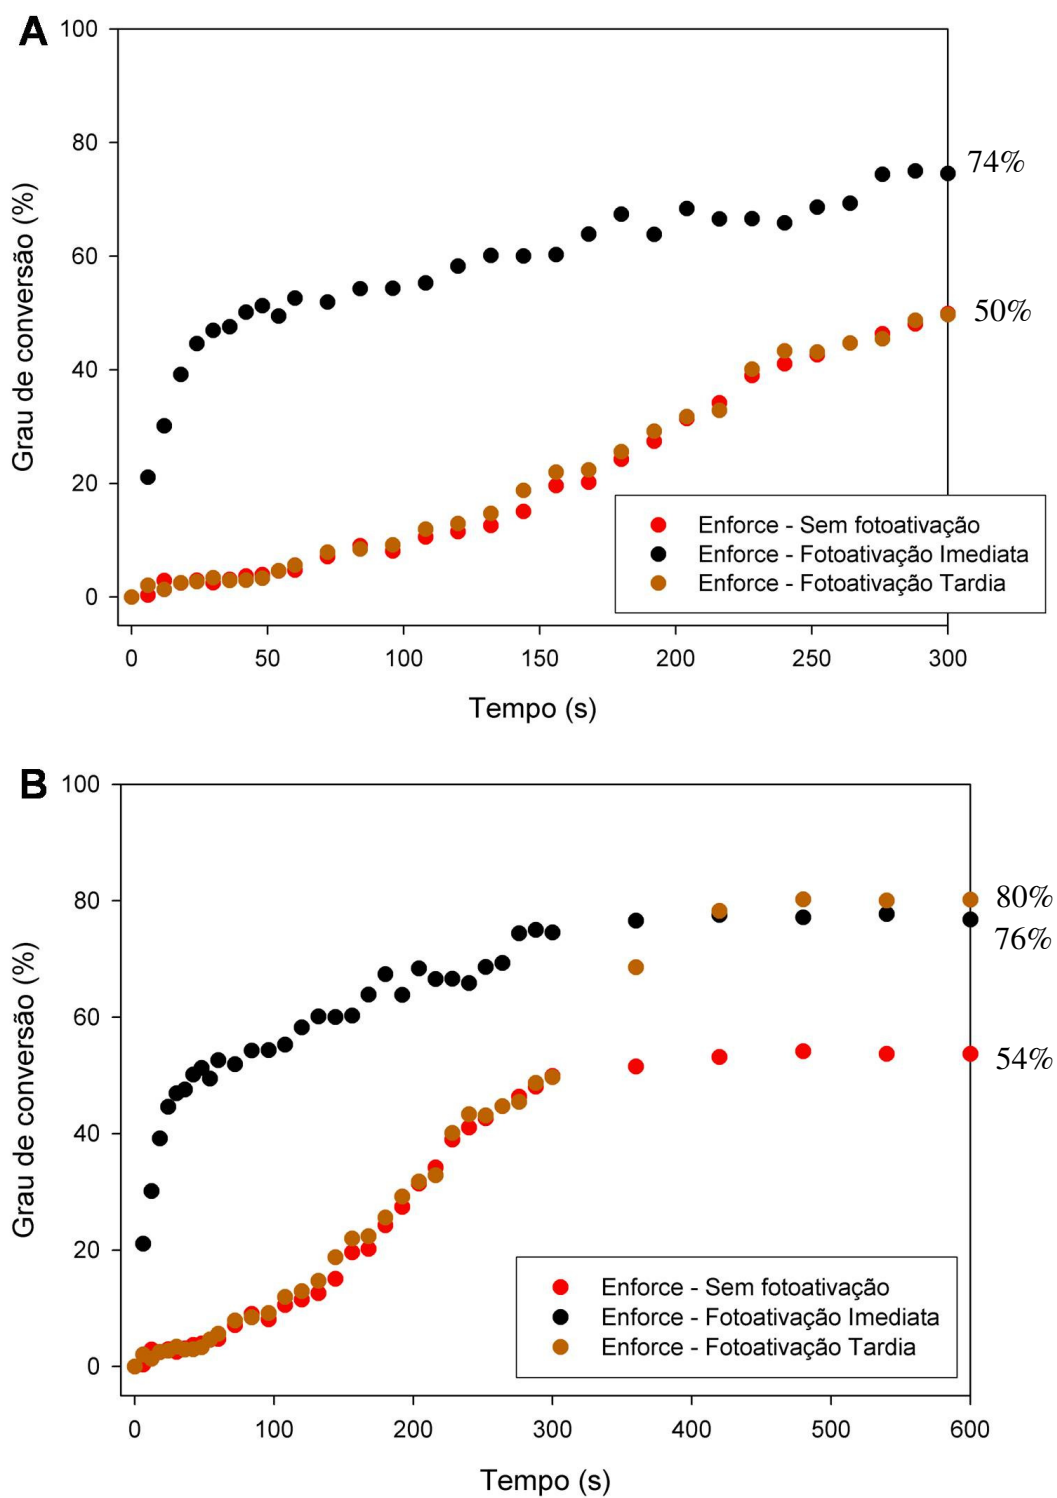 A
100
80
60
40
20
0
Grau de conversão (%)
74%
50%
Enforce - Sem fotoativação
Enforce - Fotoativação Imediata
Enforce - Fotoativação Tardia
0 50 100 150 200 250 300
Tempo (s)
B
100
80
60
40
20
0
Grau de conversão (%)
80%
76%
54%
Enforce - Sem fotoativação
Enforce - Fotoativação Imediata
Enforce - Fotoativação Tardia
0 100 200 300 400 500 600
Tempo (s)